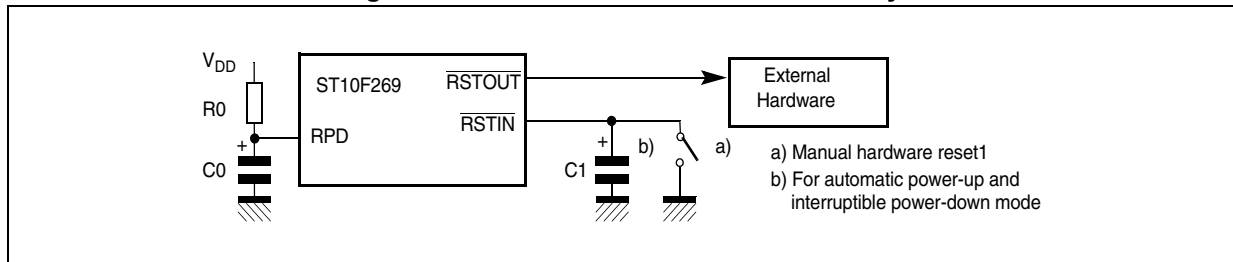 V_DD
R0
+
C0
ST10F269
RPD
RSTOUT
RSTIN
+
C1
b)
a)
External
Hardware
a) Manual hardware reset1
b) For automatic power-up and
interruptible power-down mode